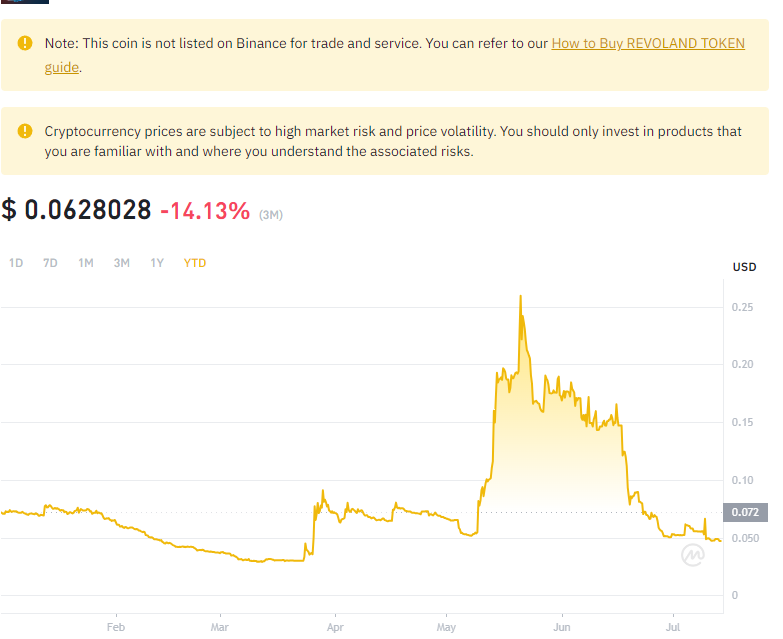 Note: This coin is not listed on Binance for trade and service. You can refer to our How to Buy REVOLAND TOKEN
guide.
Cryptocurrency prices are subject to high market risk and price volatility. You should only invest in products that
you are familiar with and where you understand the associated risks.
$ 0.0628028 -14.13% (3M)
1D 7D 1M 3M 1Y YTD
USD
0.25
0.20
0.15
0.10
0.072
0.050
0
Feb Mar Apr May Jun Jul